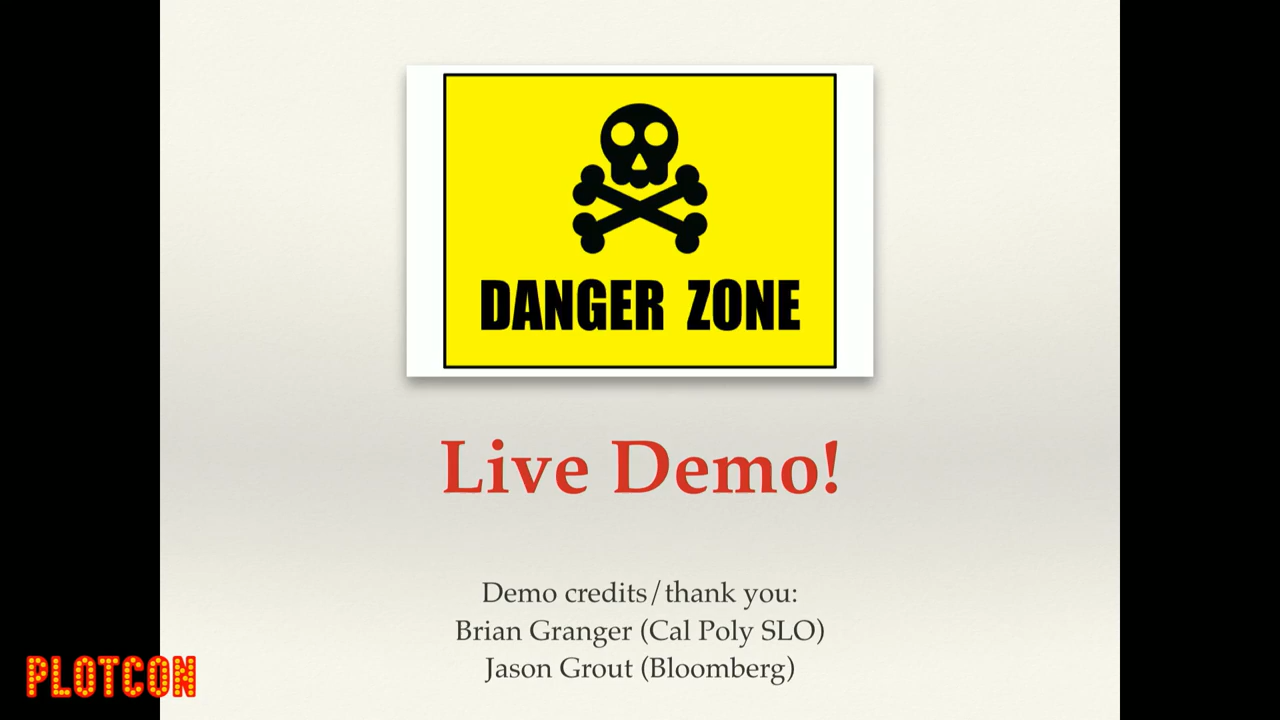 DANGER ZONE
Live Demo!
Demo credits/thank you:
Brian Granger (Cal Poly SLO)
Jason Grout (Bloomberg)
PLOTCON